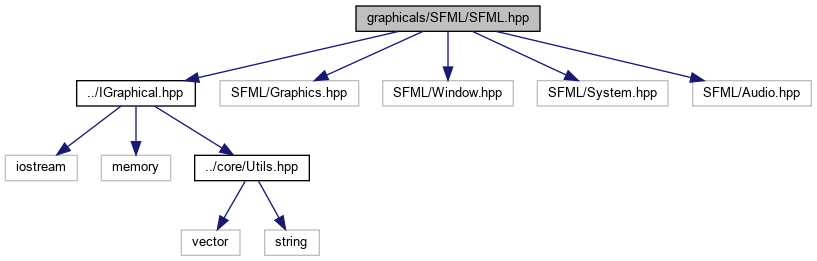 graphicals/SFML/SFML.hpp
../IGraphical.hpp
SFML/Graphics.hpp
SFML/Window.hpp
SFML/System.hpp
SFML/Audio.hpp
iostream
memory
../core/Utils.hpp
vector
string